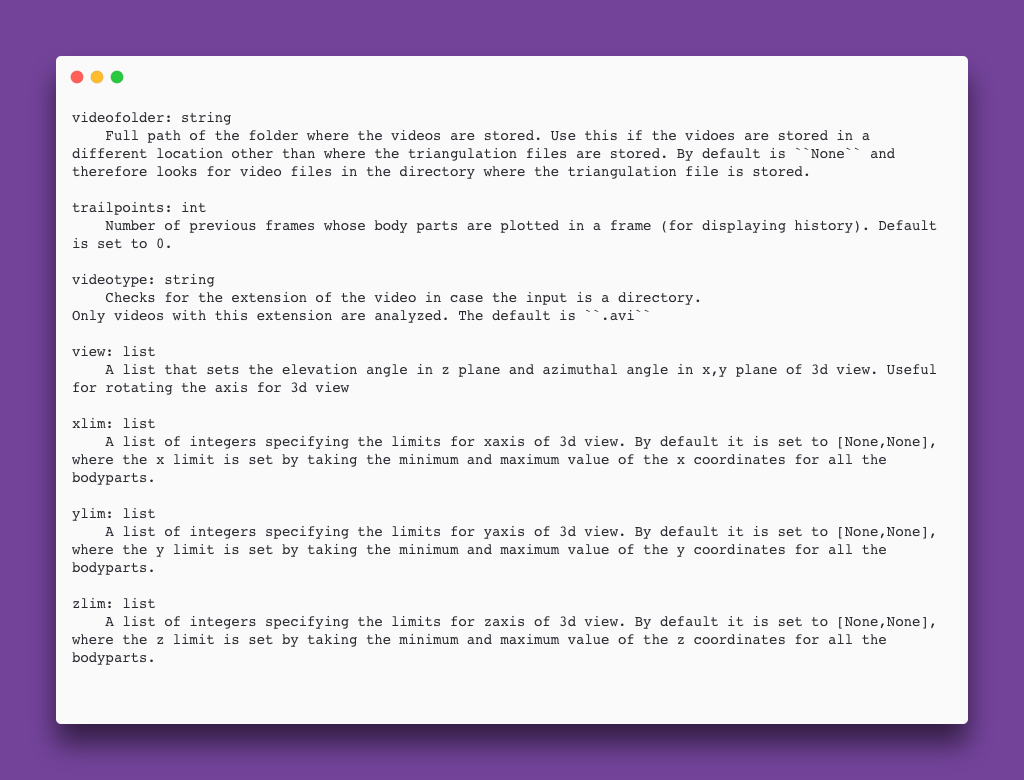 videofolder: string
    Full path of the folder where the videos are stored. Use this if the vidoes are stored in a
different location other than where the triangulation files are stored. By default is ``None`` and
therefore looks for video files in the directory where the triangulation file is stored.

trailpoints: int
    Number of previous frames whose body parts are plotted in a frame (for displaying history). Default
is set to 0.

videotype: string
    Checks for the extension of the video in case the input is a directory.
Only videos with this extension are analyzed. The default is ``.avi``

view: list
    A list that sets the elevation angle in z plane and azimuthal angle in x,y plane of 3d view. Useful
for rotating the axis for 3d view

xlim: list
    A list of integers specifying the limits for xaxis of 3d view. By default it is set to [None,None],
where the x limit is set by taking the minimum and maximum value of the x coordinates for all the
bodyparts.

ylim: list
    A list of integers specifying the limits for yaxis of 3d view. By default it is set to [None,None],
where the y limit is set by taking the minimum and maximum value of the y coordinates for all the
bodyparts.

zlim: list
    A list of integers specifying the limits for zaxis of 3d view. By default it is set to [None,None],
where the z limit is set by taking the minimum and maximum value of the z coordinates for all the
bodyparts.